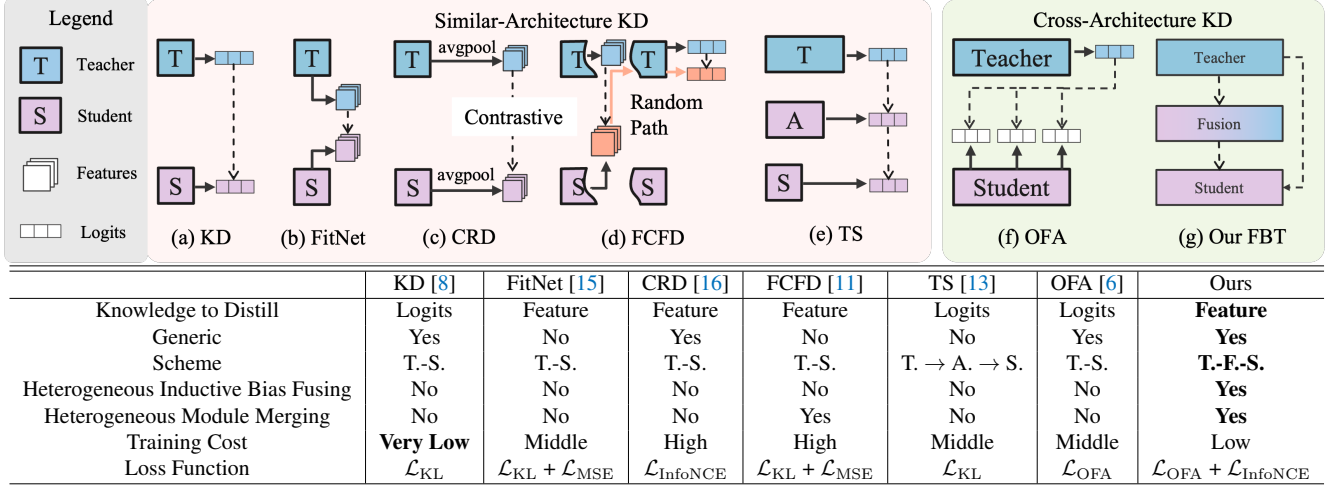 Legend
T Teacher
S Student
Features
Logits
Similar-Architecture KD
T
S
(a) KD
T
S
(b) FitNet
T avgpool
Contrastive
S avgpool
(c) CRD
T T
Random
Path
S S
(d) FCFD
T
A
S
(e) TS
Cross-Architecture KD
Teacher
Student
(f) OFA
Teacher
Fusion
Student
(g) Our FBT
KD [8] FitNet [15] CRD [16] FCFD [11] TS [13] OFA [6] Ours
Knowledge to Distill Logits Feature Feature Feature Logits Logits Feature
Generic Yes No Yes No No Yes Yes
Scheme T.-S. T.-S. T.-S. T.-S. T. → A. → S. T.-S. T.-F.-S.
Heterogeneous Inductive Bias Fusing No No No No No No Yes
Heterogeneous Module Merging No No No Yes No No Yes
Training Cost Very Low Middle High High Middle Middle Low
Loss Function ℒKL ℒKL + ℒMSE ℒInfoNCE ℒKL + ℒMSE ℒKL ℒOFA ℒOFA + ℒInfoNCE